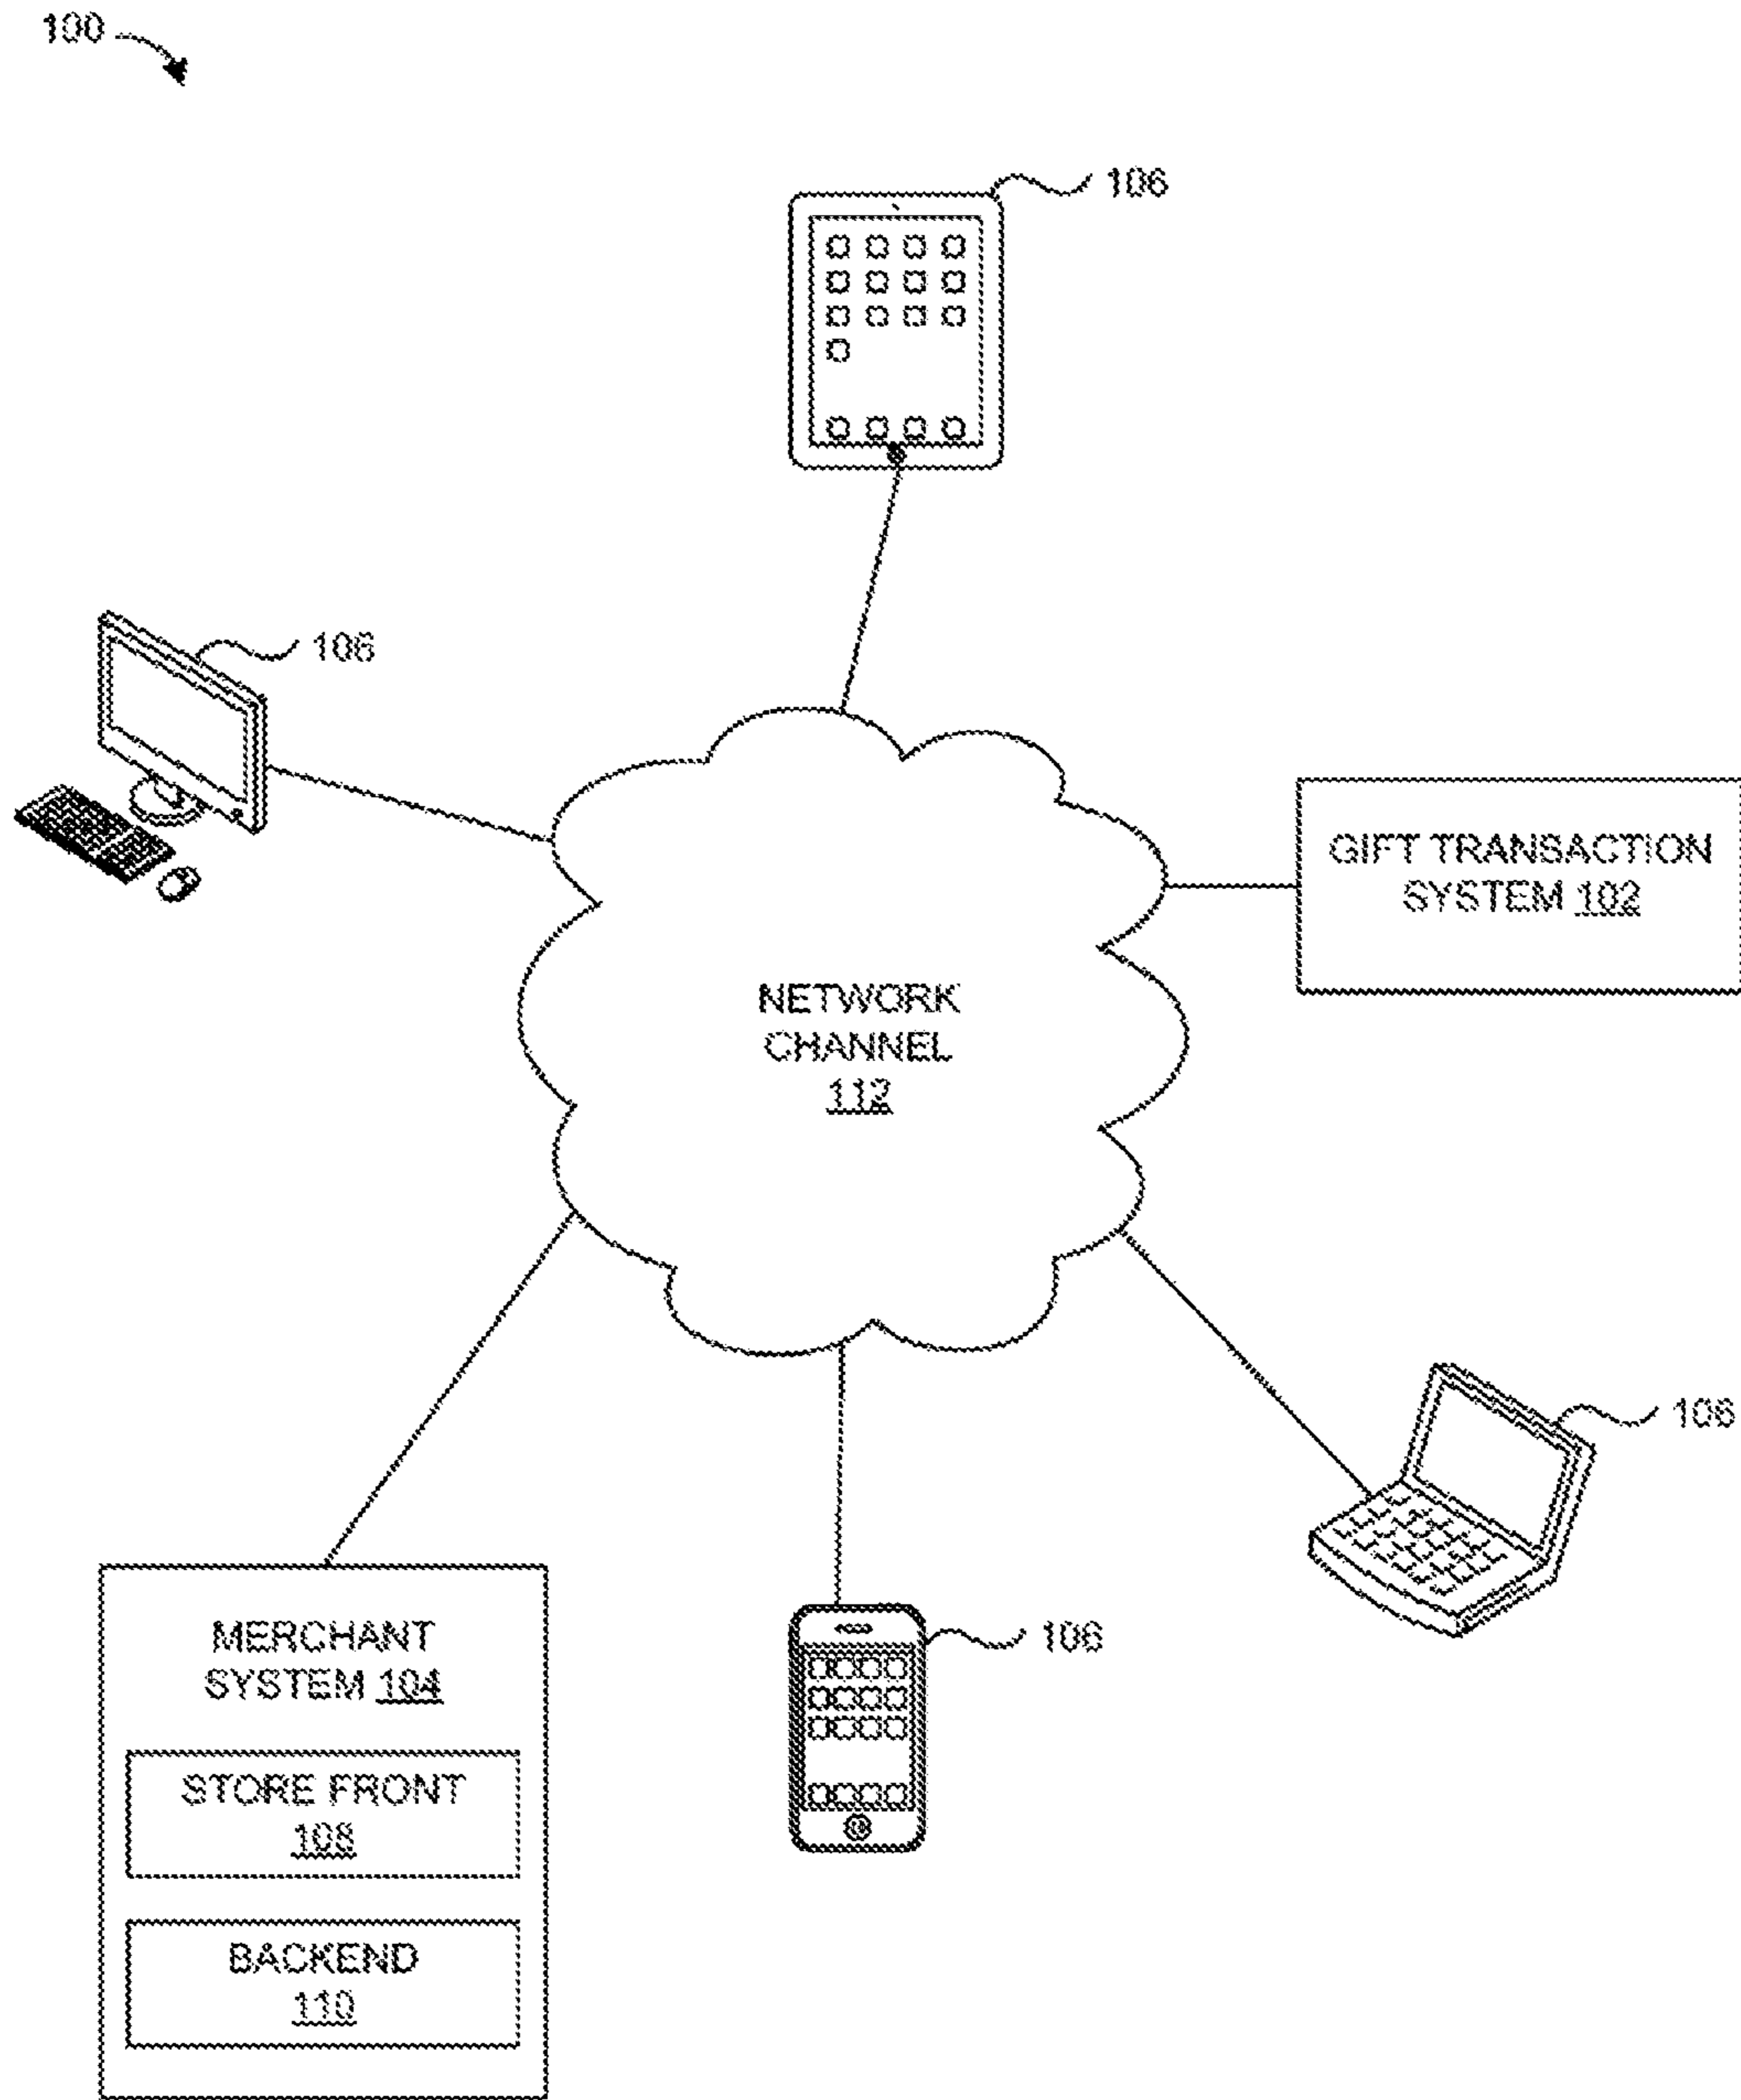 100
106
106
GIFT TRANSACTION
SYSTEM 102
NETWORK
CHANNEL
112
106
106
MERCHANT
SYSTEM 104
STORE FRONT
108
BACKEND
110